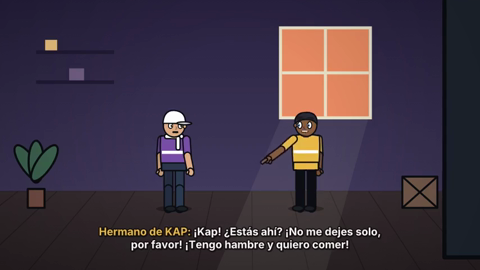 Hermano de KAP: ¡Kap! ¿Estás ahí? ¡No me dejes solo,
por favor! ¡Tengo hambre y quiero comer!